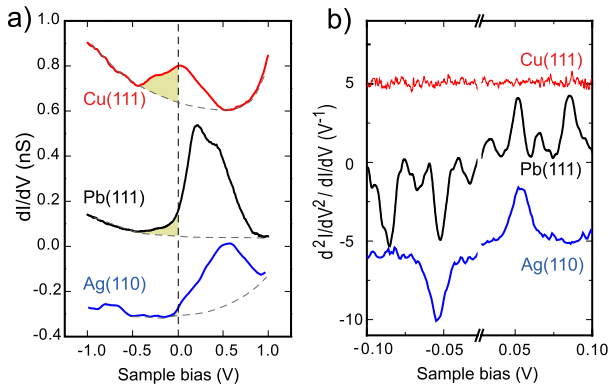 a)
b)
1.0
0.8
0.6
0.4
0.2
0.0
-0.2
-0.4
dI/dV (nS)
Cu(111)
Pb(111)
Ag(110)
-1.0 -0.5 0.0 0.5 1.0
Sample bias (V)
5
0
-5
-10
d²I/dV²/ dI/dV (V⁻¹)
Cu(111)
Pb(111)
Ag(110)
-0.10 -0.05 0.05 0.10
Sample bias (V)